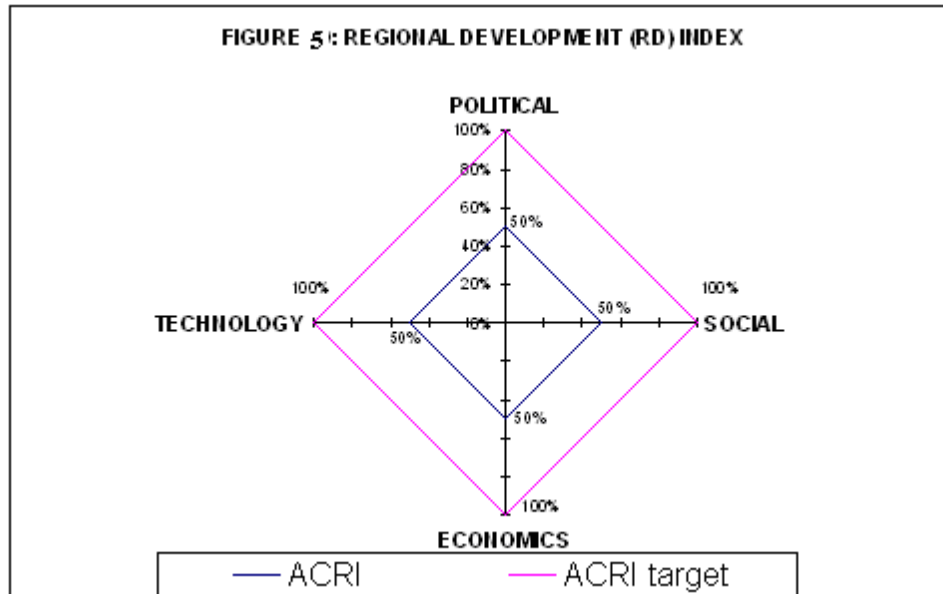 FIGURE 5: REGIONAL DEVELOPMENT (RD) INDEX
POLITICAL
100%
80%
60%
50%
40%
20%
100%
100%
50%
TECHNOLOGY
0%
SOCIAL
50%
50%
100%
ECONOMICS
ACRI
ACRI target